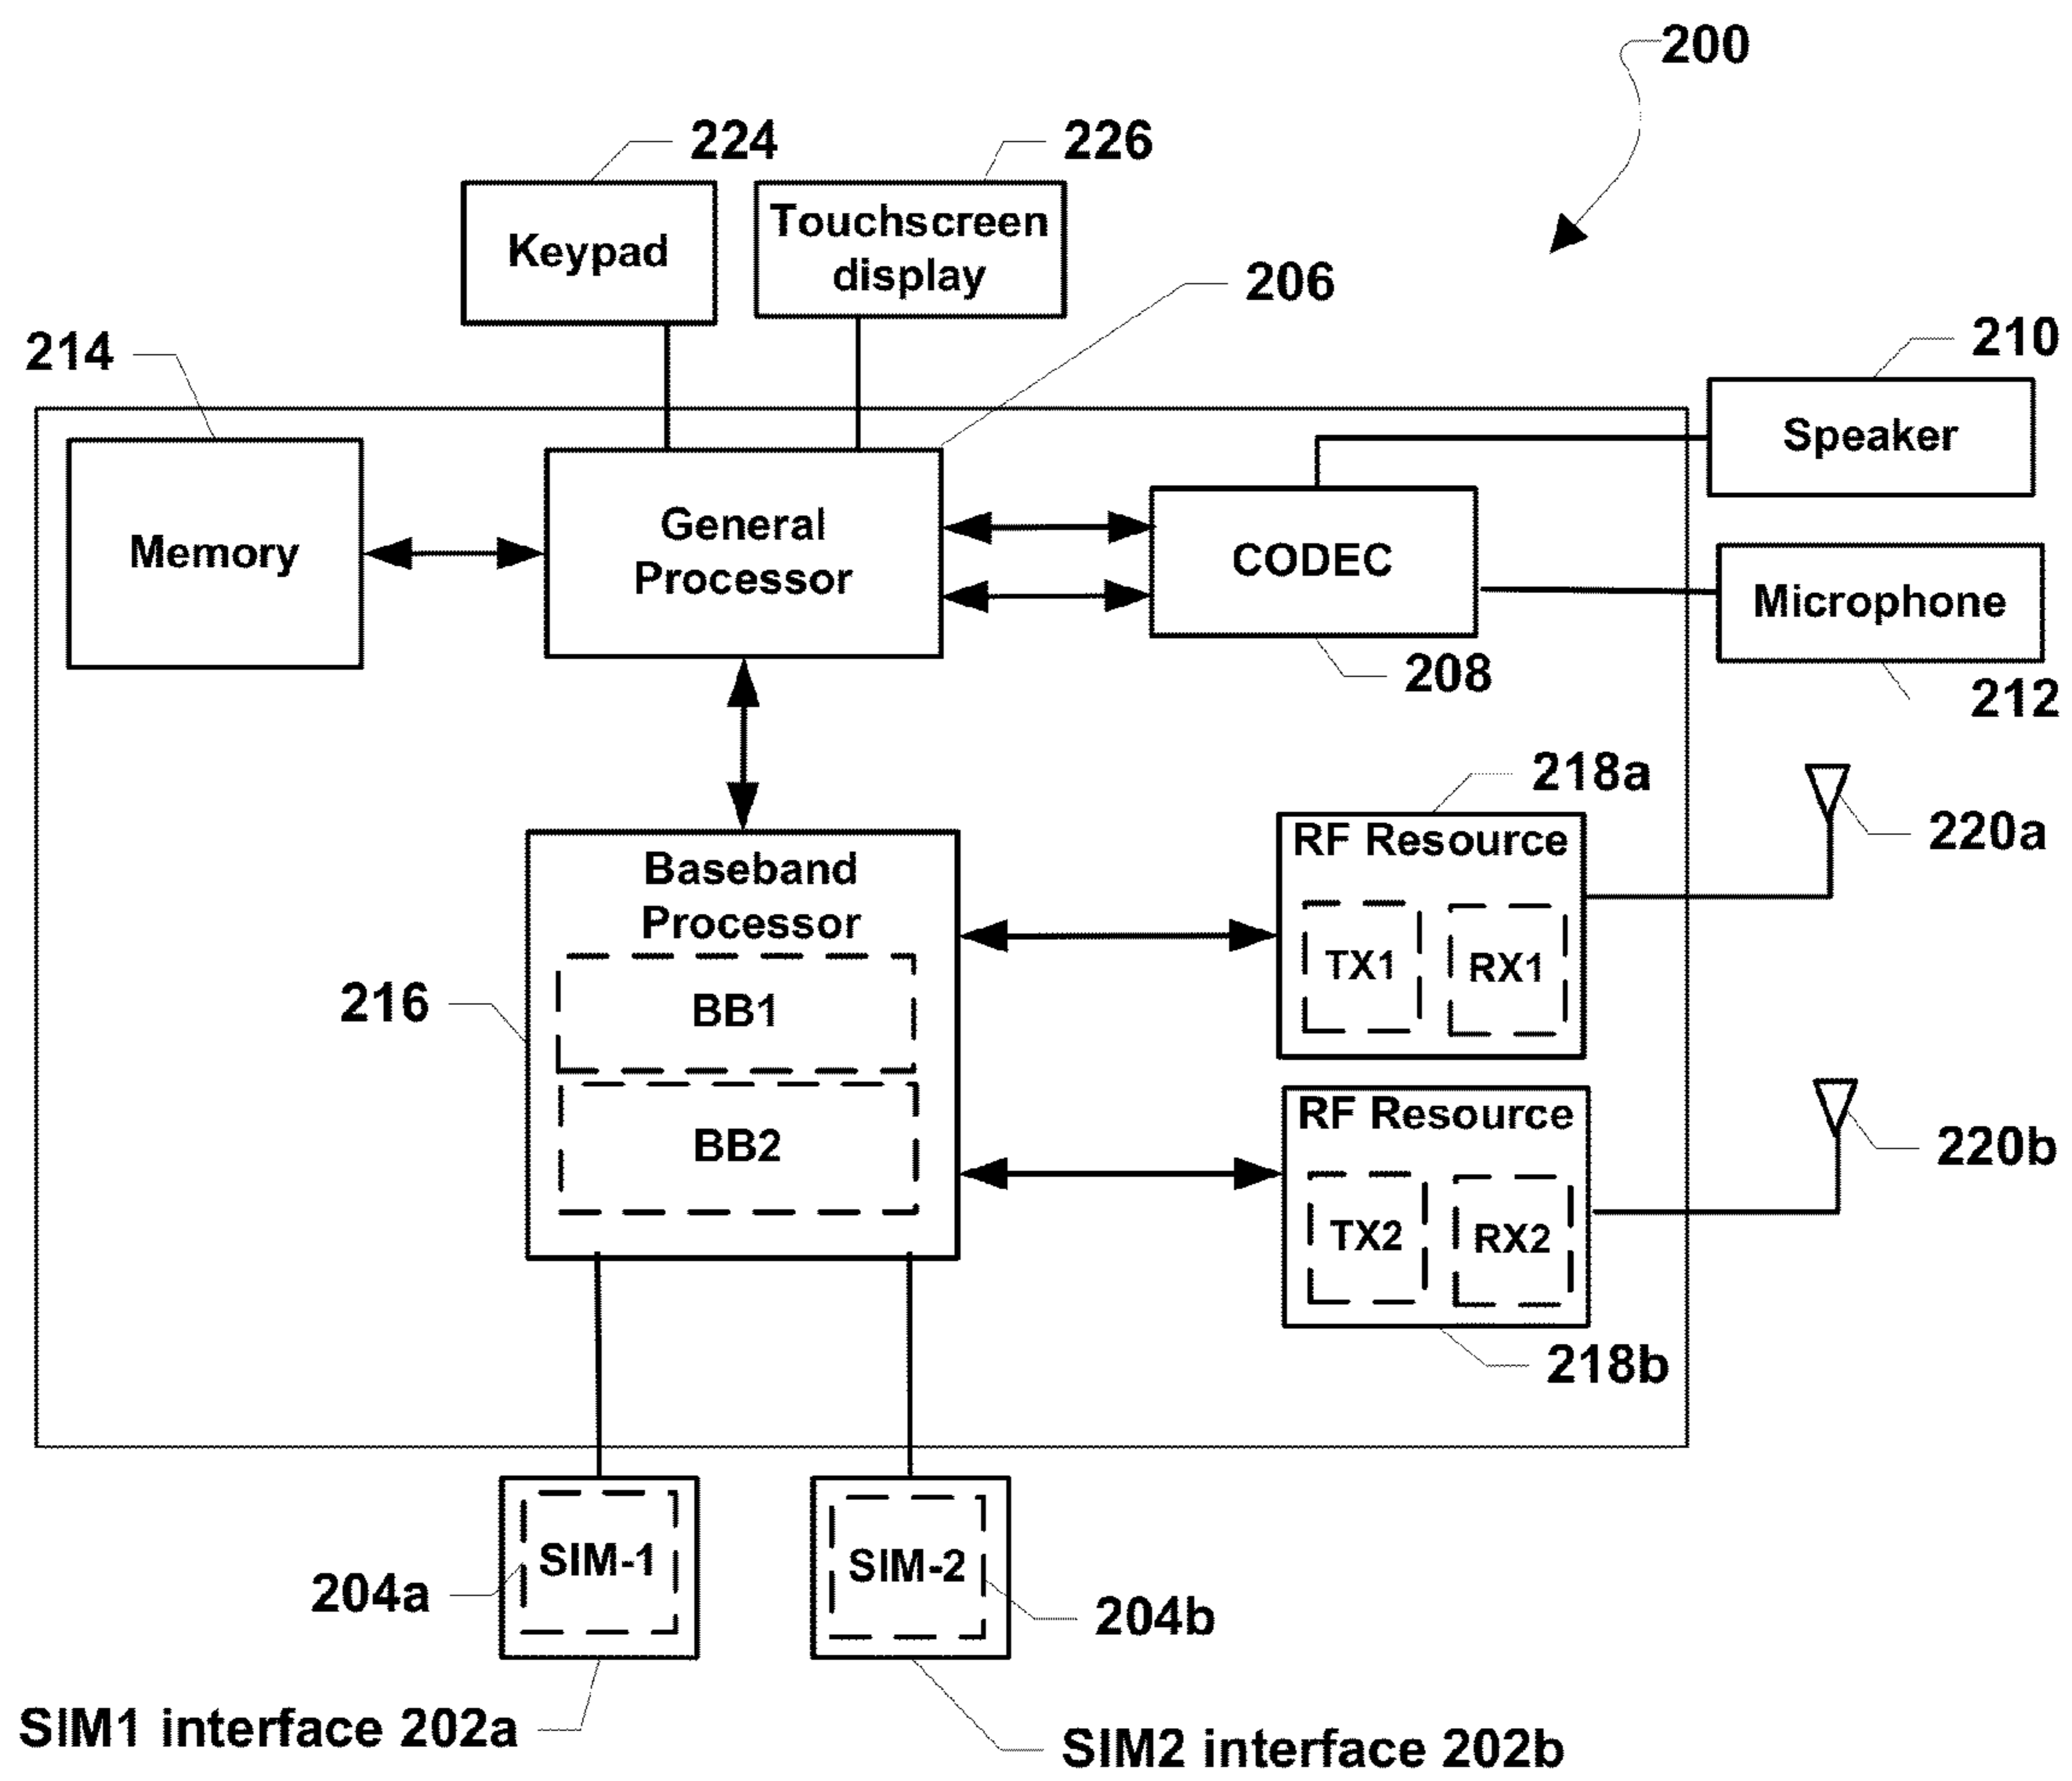 200
224
226
Keypad
Touchscreen
display
206
214
210
Speaker
Memory
General
Processor
CODEC
Microphone
208
212
218a
RF Resource
TX1
RX1
220a
Baseband
Processor
216
BB1
BB2
RF Resource
TX2
RX2
220b
218b
SIM-1
SIM-2
204a
204b
SIM1 interface 202a
SIM2 interface 202b